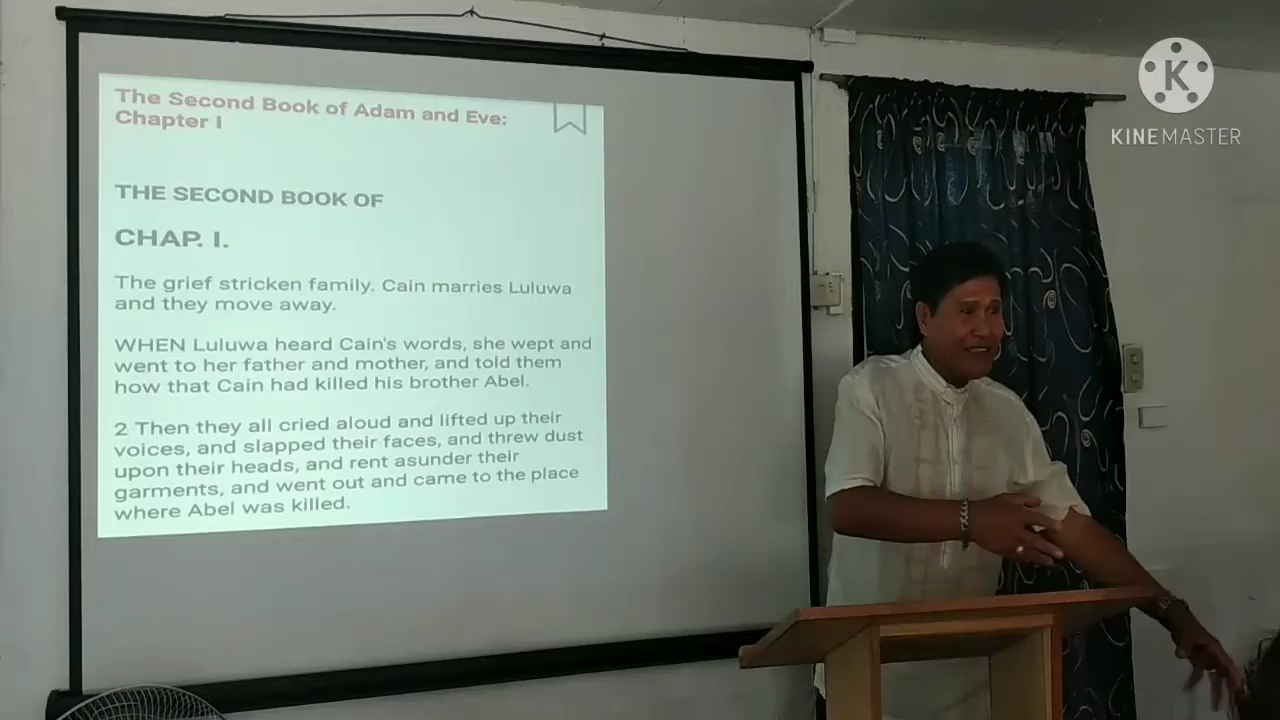 The Second Book of Adam and Eve:
Chapter I
THE SECOND BOOK OF
CHAP. I.
The grief stricken family. Cain marries Luluwa
and they move away.
WHEN Luluwa heard Cain's words, she wept and
went to her father and mother, and told them
how that Cain had killed his brother Abel.
2 Then they all cried aloud and lifted up their
voices, and slapped their faces, and threw dust
upon their heads, and rent asunder their
garments, and went out and came to the place
where Abel was killed.
K
KINEMASTER